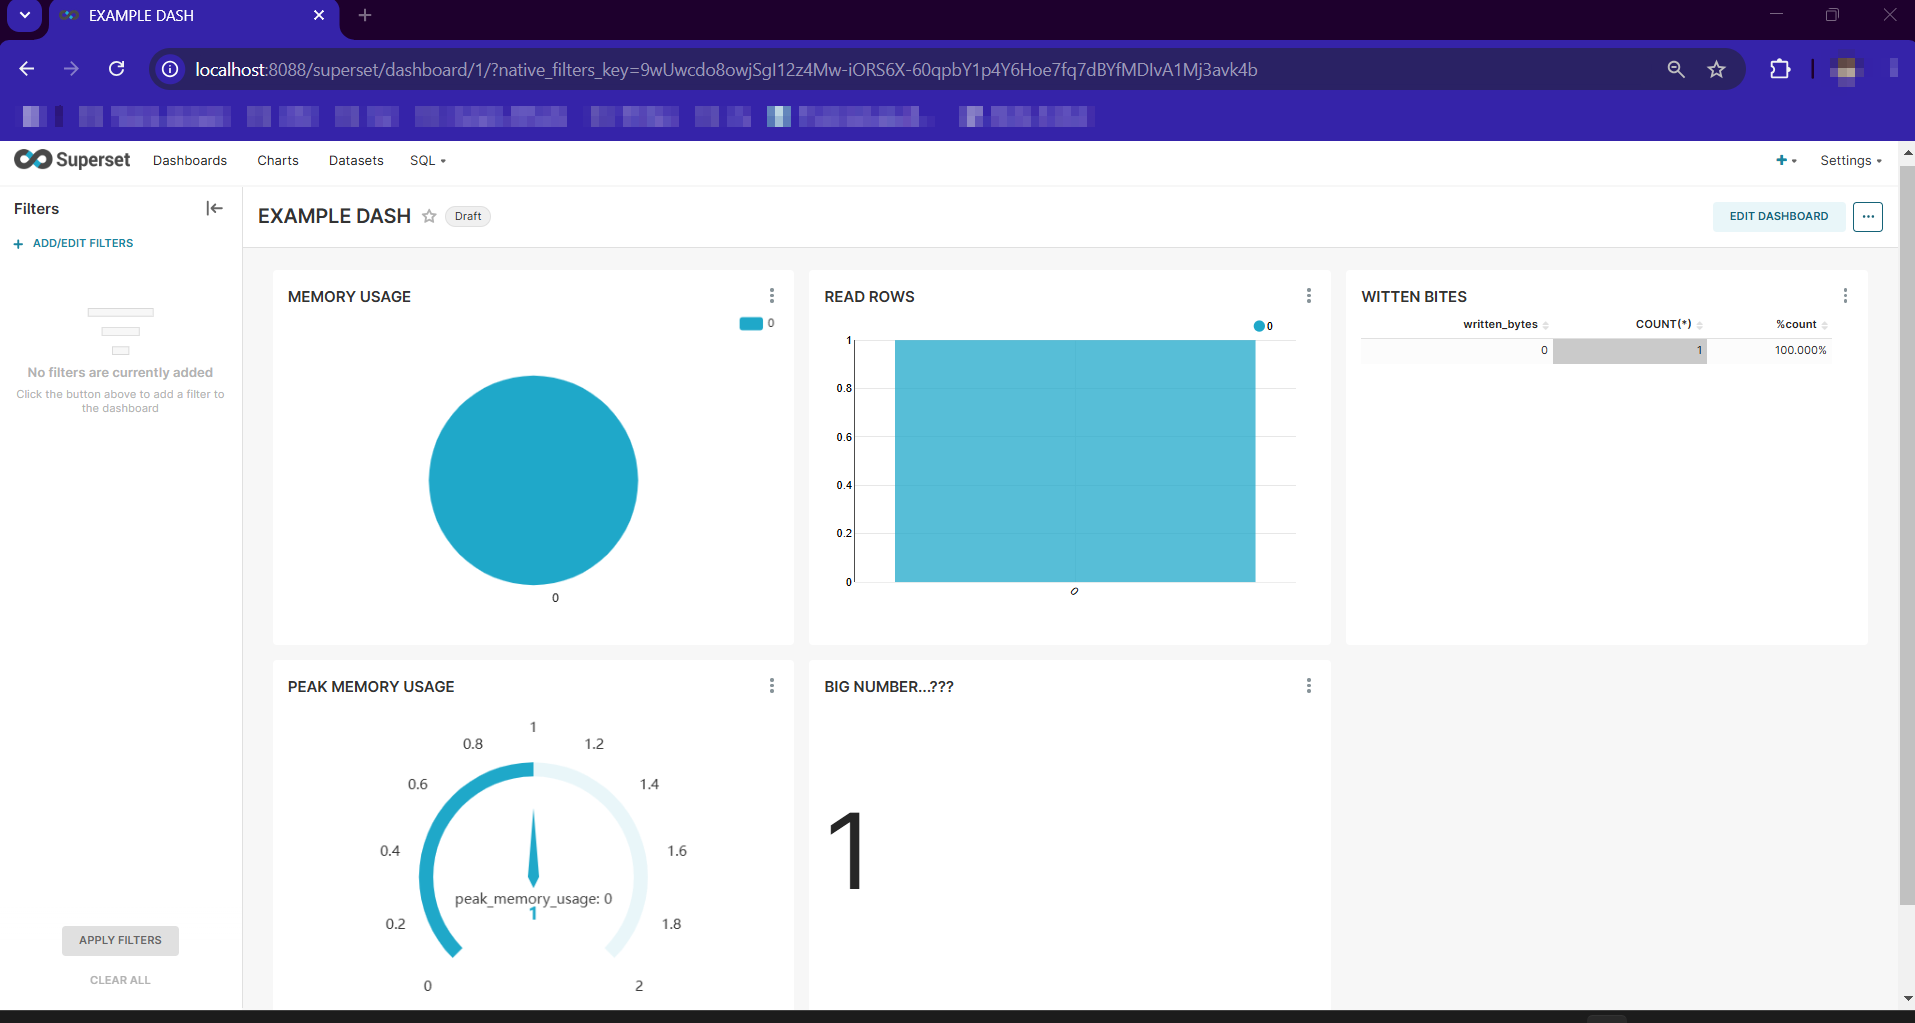 EXAMPLE DASH
localhost:8088/superset/dashboard/1/?native_filters_key=9wUwcdo8owjSgI12z4Mw-iORS6X-60qpbY1p4Y6Hoe7fq7dBYfMDIvA1Mj3avk4b
Superset Dashboards Charts Datasets SQL Settings
Filters
ADD/EDIT FILTERS
No filters are currently added
Click the button above to add a filter to
the dashboard
APPLY FILTERS
CLEAR ALL
EXAMPLE DASH Draft EDIT DASHBOARD
MEMORY USAGE
0
0
READ ROWS
0
1
0.8
0.6
0.4
0.2
0
0
WITTEN BITES
written_bytes COUNT(*) %count
0 1 100.000%
PEAK MEMORY USAGE
1
0.8 1.2
0.6 1.4
0.4 1.6
peak_memory_usage: 0
1
0.2 1.8
0 2
BIG NUMBER...???
1